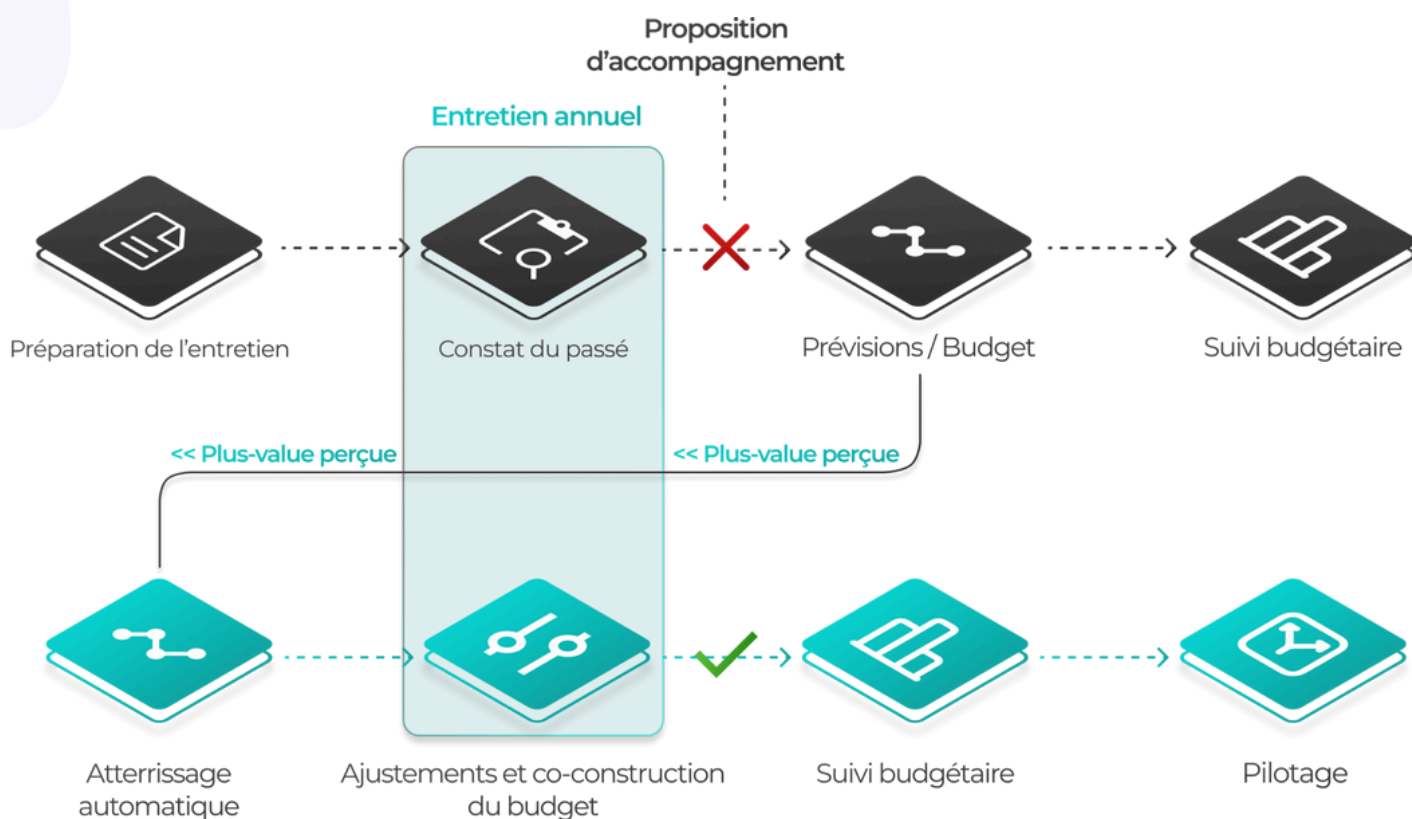 Proposition
d’accompagnement
Entretien annuel
Préparation de l’entretien
Constat du passé
Prévisions / Budget
Suivi budgétaire
<< Plus-value perçue
<< Plus-value perçue
Atterrissage
automatique
Ajustements et co-construction
du budget
Suivi budgétaire
Pilotage